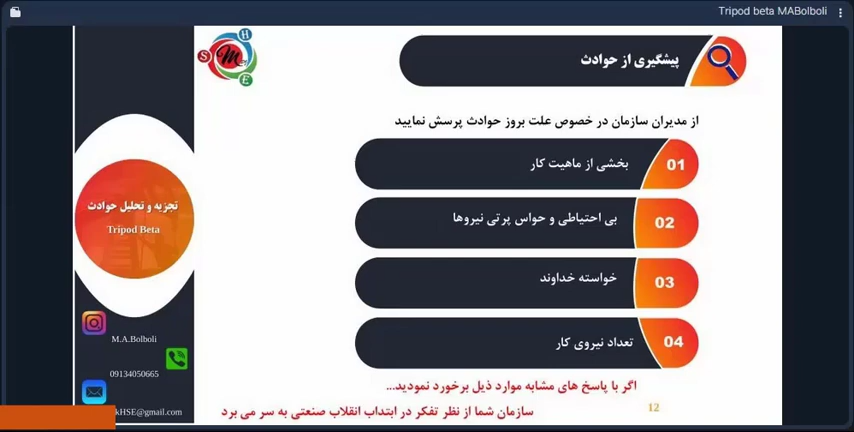 Tripod beta MABolboli
پیشگیری از حوادث
S H E
از مدیران سازمان در خصوص علت بروز حوادث پرسش نمایید
01 بخشی از ماهیت کار
02 بی احتیاطی و حواس پرتی نیروها
03 خواسته خداوند
04 تعداد نیروی کار
اگر با پاسخ های مشابه موارد ذیل برخورد نمودید...
سازمان شما از نظر تفکر در ابتداب انقلاب صنعتی به سر می برد
12
تجزیه و تحلیل حوادث
Tripod Beta
M.A.Bolboli
09134050665
kHSE@gmail.com